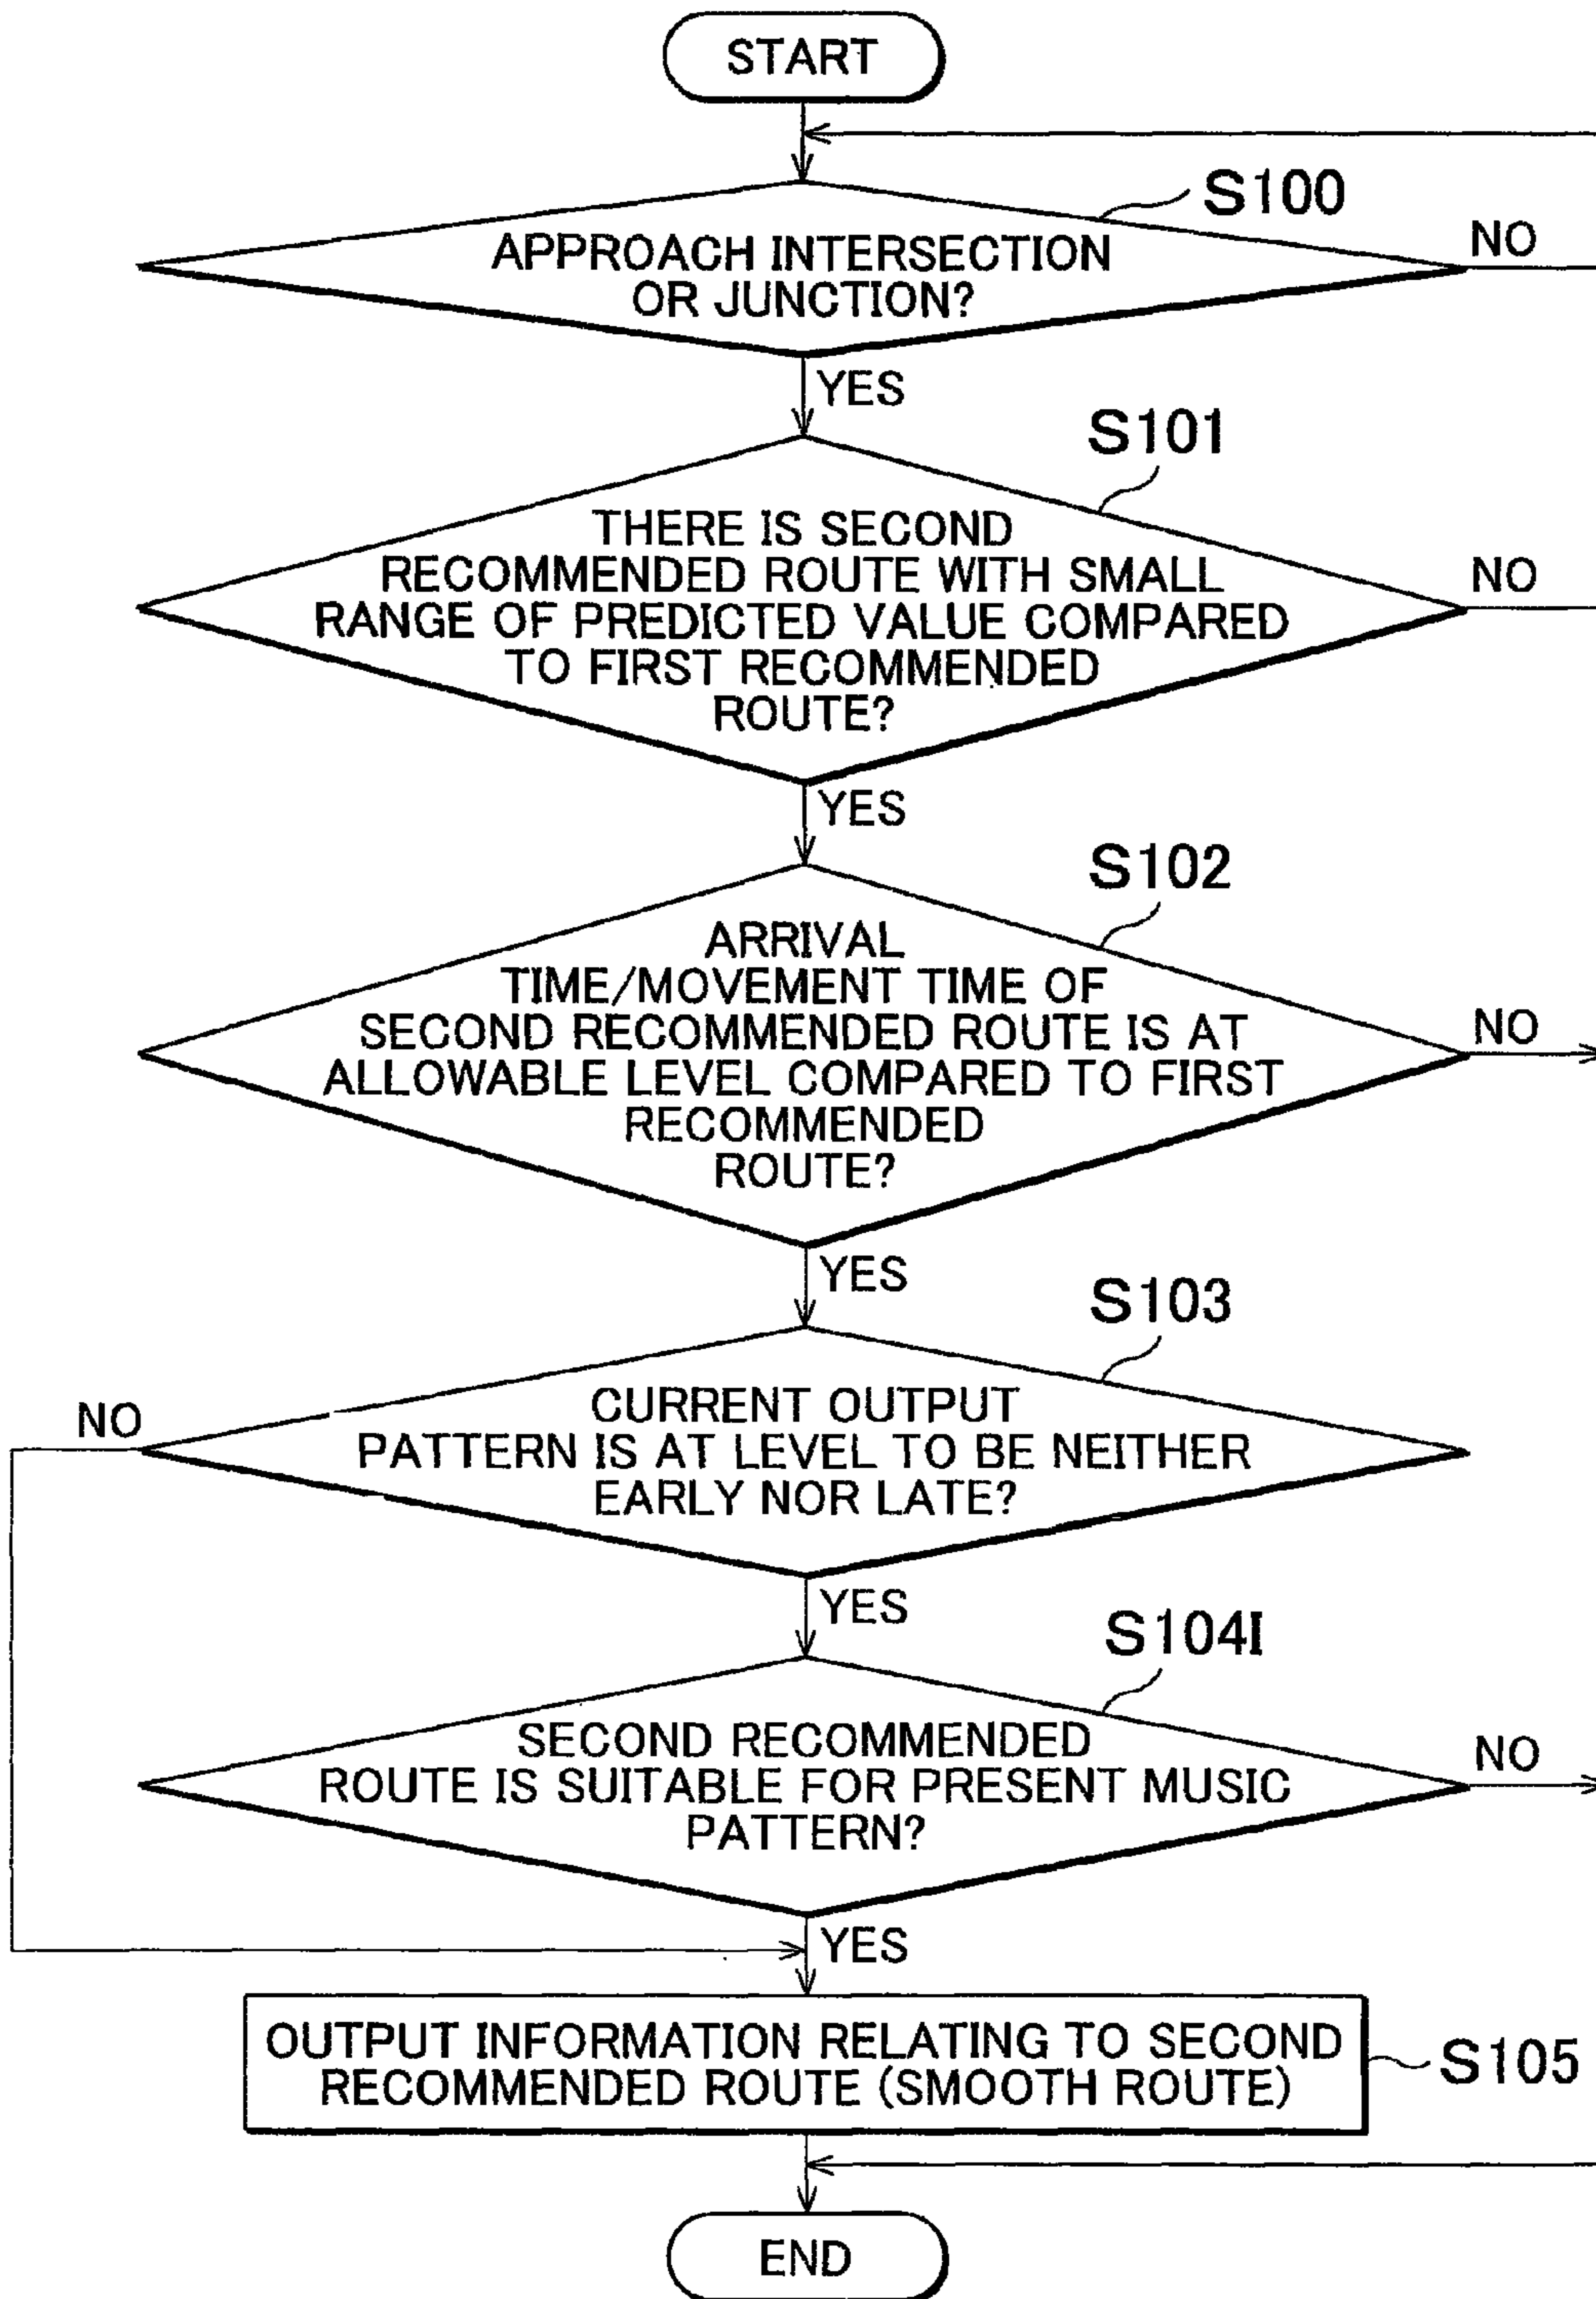 START
S100
APPROACH INTERSECTION
OR JUNCTION?
NO
YES
S101
THERE IS SECOND
RECOMMENDED ROUTE WITH SMALL
RANGE OF PREDICTED VALUE COMPARED
TO FIRST RECOMMENDED
ROUTE?
NO
YES
S102
ARRIVAL
TIME/MOVEMENT TIME OF
SECOND RECOMMENDED ROUTE IS AT
ALLOWABLE LEVEL COMPARED TO FIRST
RECOMMENDED
ROUTE?
NO
YES
S103
CURRENT OUTPUT
PATTERN IS AT LEVEL TO BE NEITHER
EARLY NOR LATE?
NO
YES
S104I
SECOND RECOMMENDED
ROUTE IS SUITABLE FOR PRESENT MUSIC
PATTERN?
NO
YES
OUTPUT INFORMATION RELATING TO SECOND
RECOMMENDED ROUTE (SMOOTH ROUTE)
S105
END